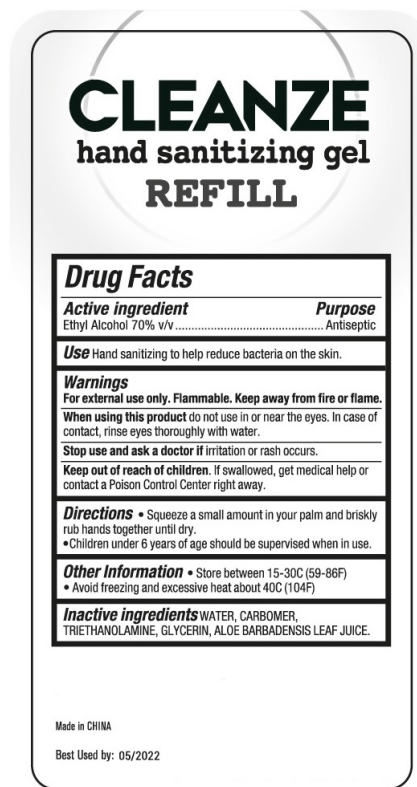 CLEANZE
hand sanitizing gel
REFILL
Drug Facts
Active ingredient Purpose
Ethyl Alcohol 70% v/v............................................. Antiseptic
Use Hand sanitizing to help reduce bacteria on the skin.
Warnings
For external use only. Flammable. Keep away from fire or flame.
When using this product do not use in or near the eyes. In case of
contact, rinse eyes thoroughly with water.
Stop use and ask a doctor if irritation or rash occurs.
Keep out of reach of children. If swallowed, get medical help or
contact a Poison Control Center right away.
Directions • Squeeze a small amount in your palm and briskly
rub hands together until dry.
•Children under 6 years of age should be supervised when in use.
Other Information • Store between 15-30C (59-86F)
• Avoid freezing and excessive heat about 40C (104F)
Inactive ingredients WATER, CARBOMER,
TRIETHANOLAMINE, GLYCERIN, ALOE BARBADENSIS LEAF JUICE.
Made in CHINA
Best Used by: 05/2022